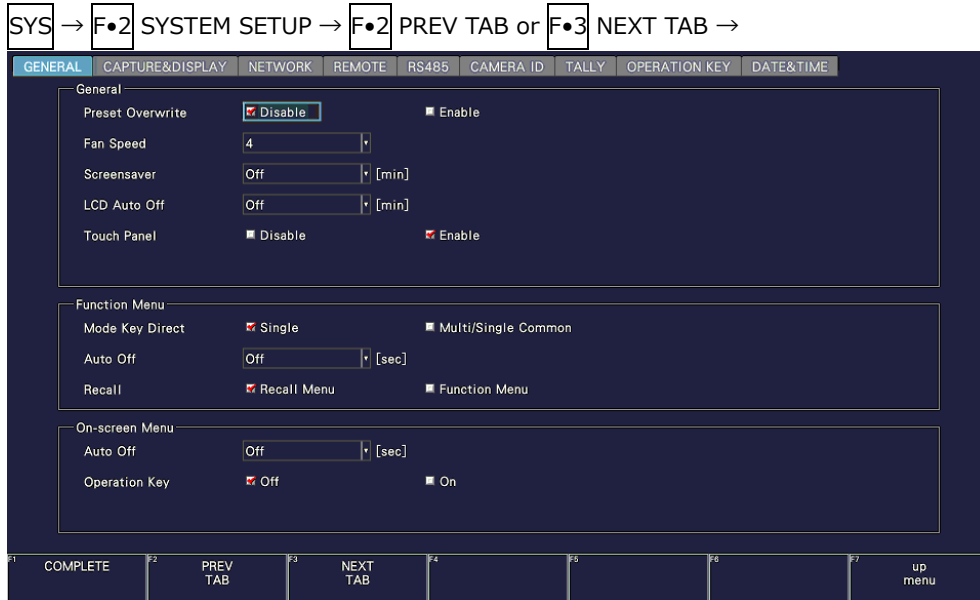 SYS → F•2 SYSTEM SETUP → F•2 PREV TAB or F•3 NEXT TAB →
GENERAL CAPTURE&DISPLAY NETWORK REMOTE RS485 CAMERA ID TALLY OPERATION KEY DATE&TIME
General
Preset Overwrite Disable Enable
Fan Speed 4
Screensaver Off [min]
LCD Auto Off Off [min]
Touch Panel Disable Enable
Function Menu
Mode Key Direct Single Multi/Single Common
Auto Off Off [sec]
Recall Recall Menu Function Menu
On-screen Menu
Auto Off Off [sec]
Operation Key Off On
F1 COMPLETE F2 PREV TAB F3 NEXT TAB F4 F5 F6 F7 up menu